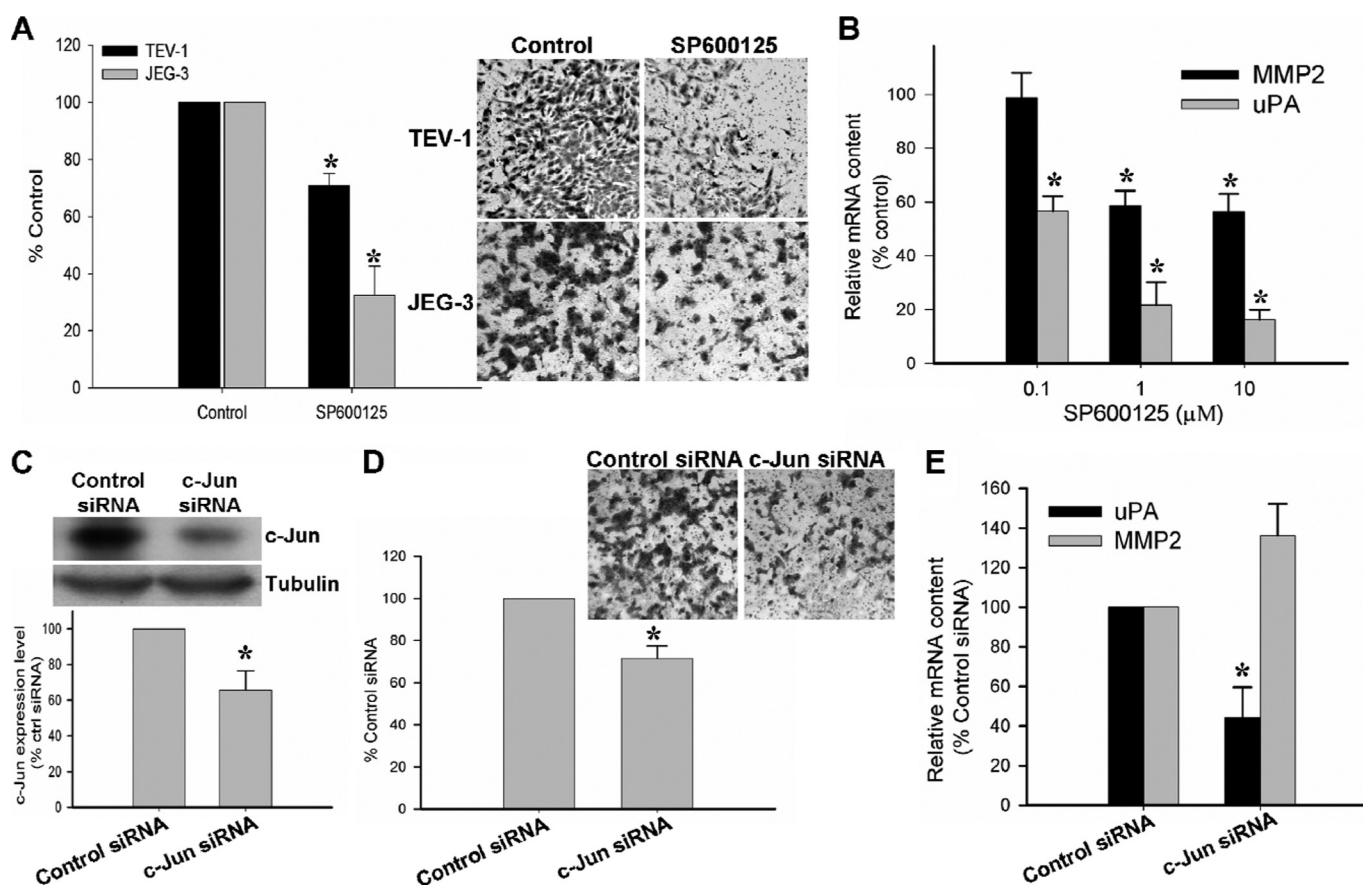 A
TEV-1
JEG-3
% Control
120
100
80
60
40
20
0
*
*
Control
SP600125
Control
SP600125
TEV-1
JEG-3
B
MMP2
uPA
Relative mRNA content
(% control)
100
80
60
40
20
0
*
*
*
*
*
0.1
1
10
SP600125 (µM)
C
Control
siRNA
c-Jun
siRNA
c-Jun
Tubulin
c-Jun expression level
(% ctrl siRNA)
100
80
60
40
20
0
*
Control siRNA
c-Jun siRNA
D
Control siRNA
c-Jun siRNA
% Control siRNA
120
100
80
60
40
20
0
*
Control siRNA
c-Jun siRNA
E
uPA
MMP2
Relative mRNA content
(% Control siRNA)
160
140
120
100
80
60
40
20
0
*
Control siRNA
c-Jun siRNA